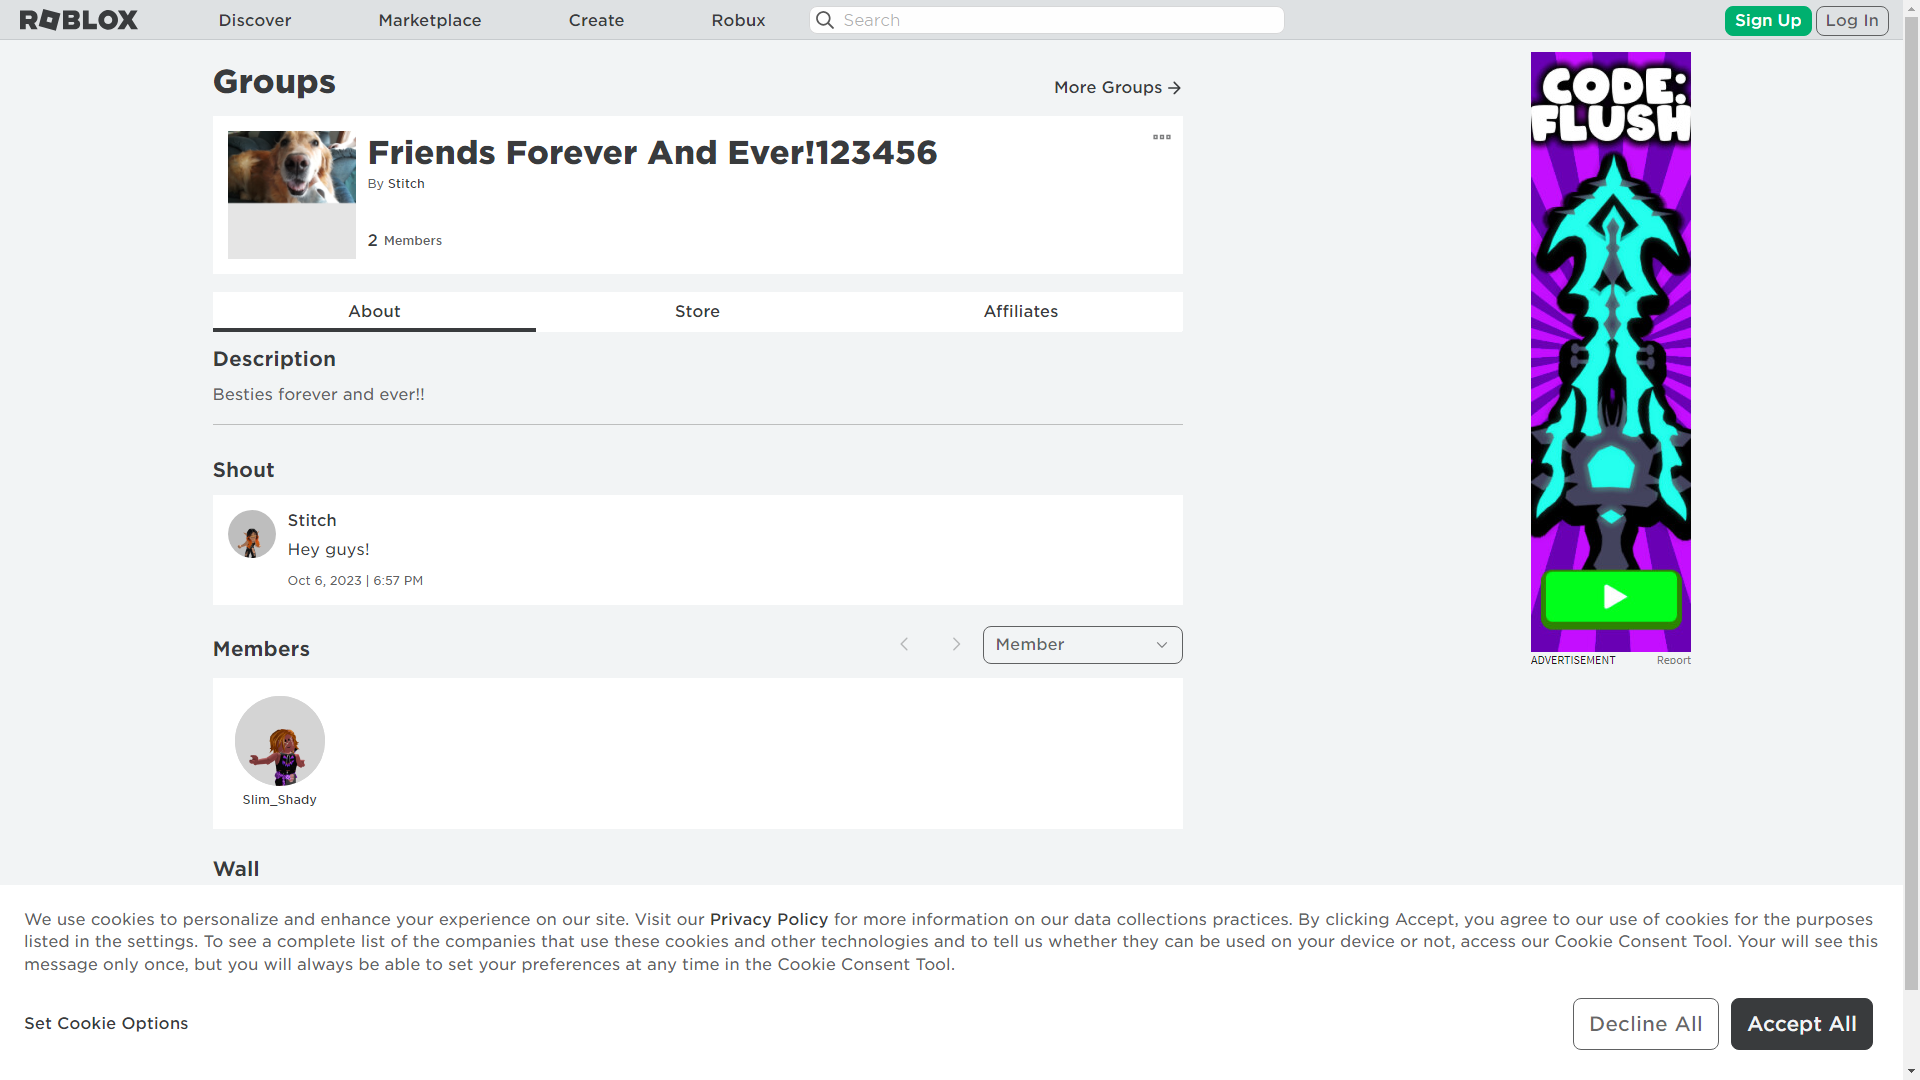 ROBLOX
Discover
Marketplace
Create
Robux
Search
Sign Up
Log In
Groups
More Groups
Friends Forever And Ever!123456
By Stitch
2 Members
About
Store
Affiliates
Description
Besties forever and ever!!
Shout
Stitch
Hey guys!
Oct 6, 2023 | 6:57 PM
Members
Member
Slim_Shady
Wall
CODE:
FLUSH
ADVERTISEMENT
Report
We use cookies to personalize and enhance your experience on our site. Visit our Privacy Policy for more information on our data collections practices. By clicking Accept, you agree to our use of cookies for the purposes
listed in the settings. To see a complete list of the companies that use these cookies and other technologies and to tell us whether they can be used on your device or not, access our Cookie Consent Tool. Your will see this
message only once, but you will always be able to set your preferences at any time in the Cookie Consent Tool.
Set Cookie Options
Decline All
Accept All